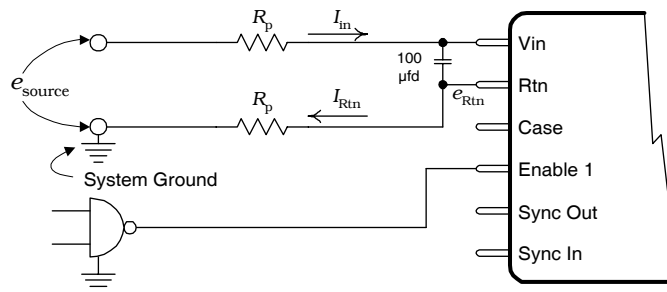 R_p
I_in
Vin
100
µfd
e_source
Rtn
e_Rtn
R_p
I_Rtn
Case
System Ground
Enable 1
Sync Out
Sync In